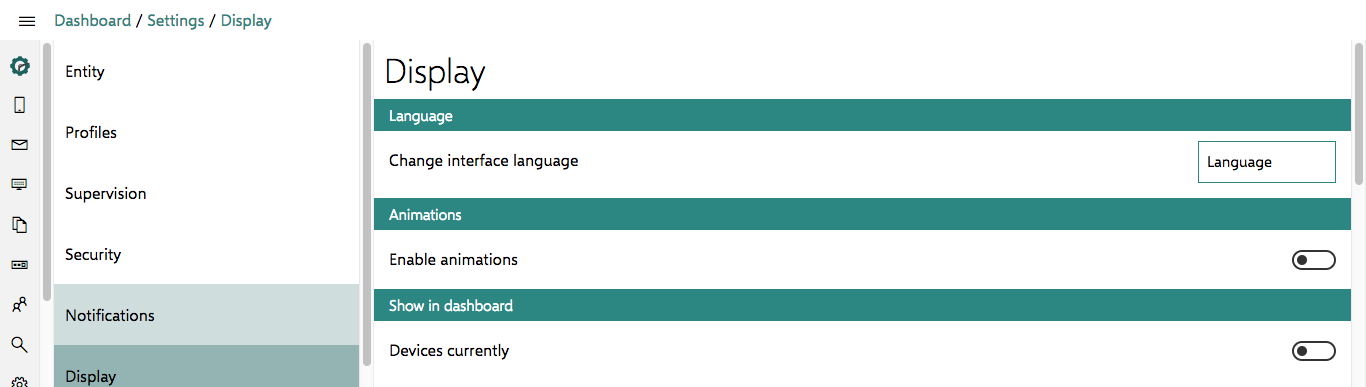 Dashboard / Settings / Display
Entity
Profiles
Supervision
Security
Notifications
Display
Display
Language
Change interface language
Language
Animations
Enable animations
Show in dashboard
Devices currently